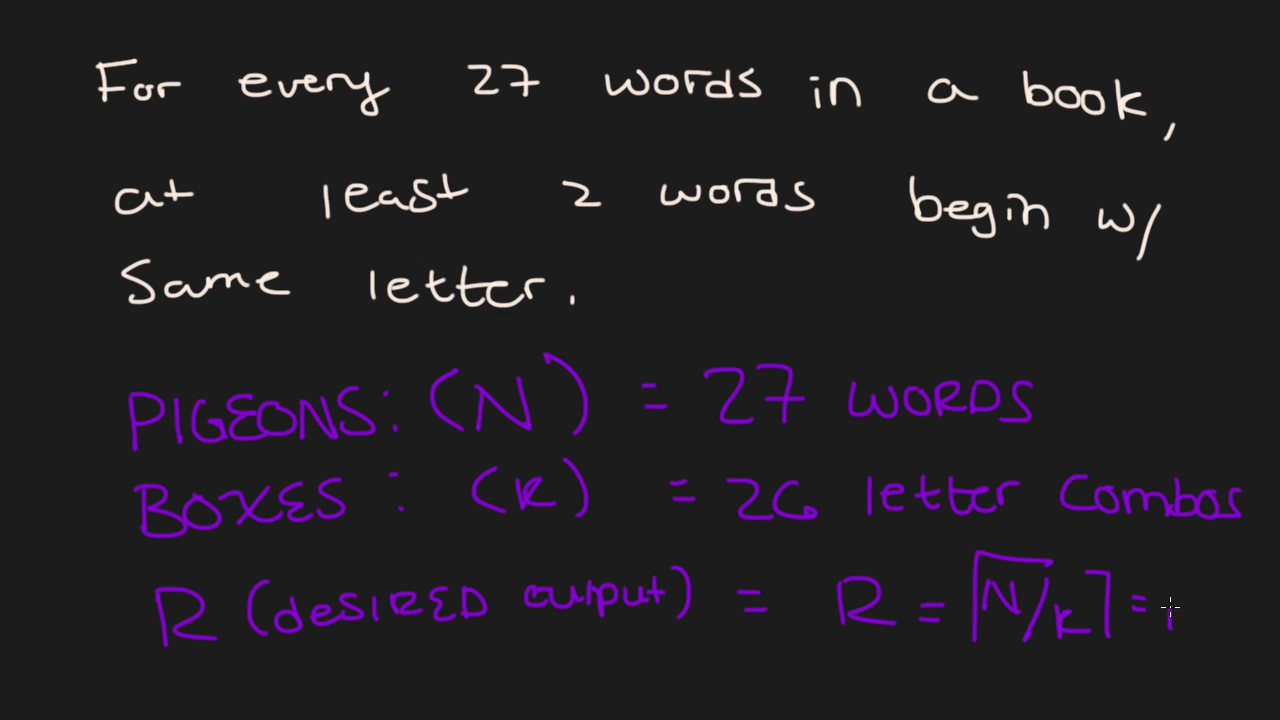 For every 27 words in a book,
at least 2 words begin w/
Same letter.
PIGEONS: (N) = 27 WORDS
BOXES: (K) = 26 letter Combos
R (desIRED output) = R = ⌈N/K⌉ =